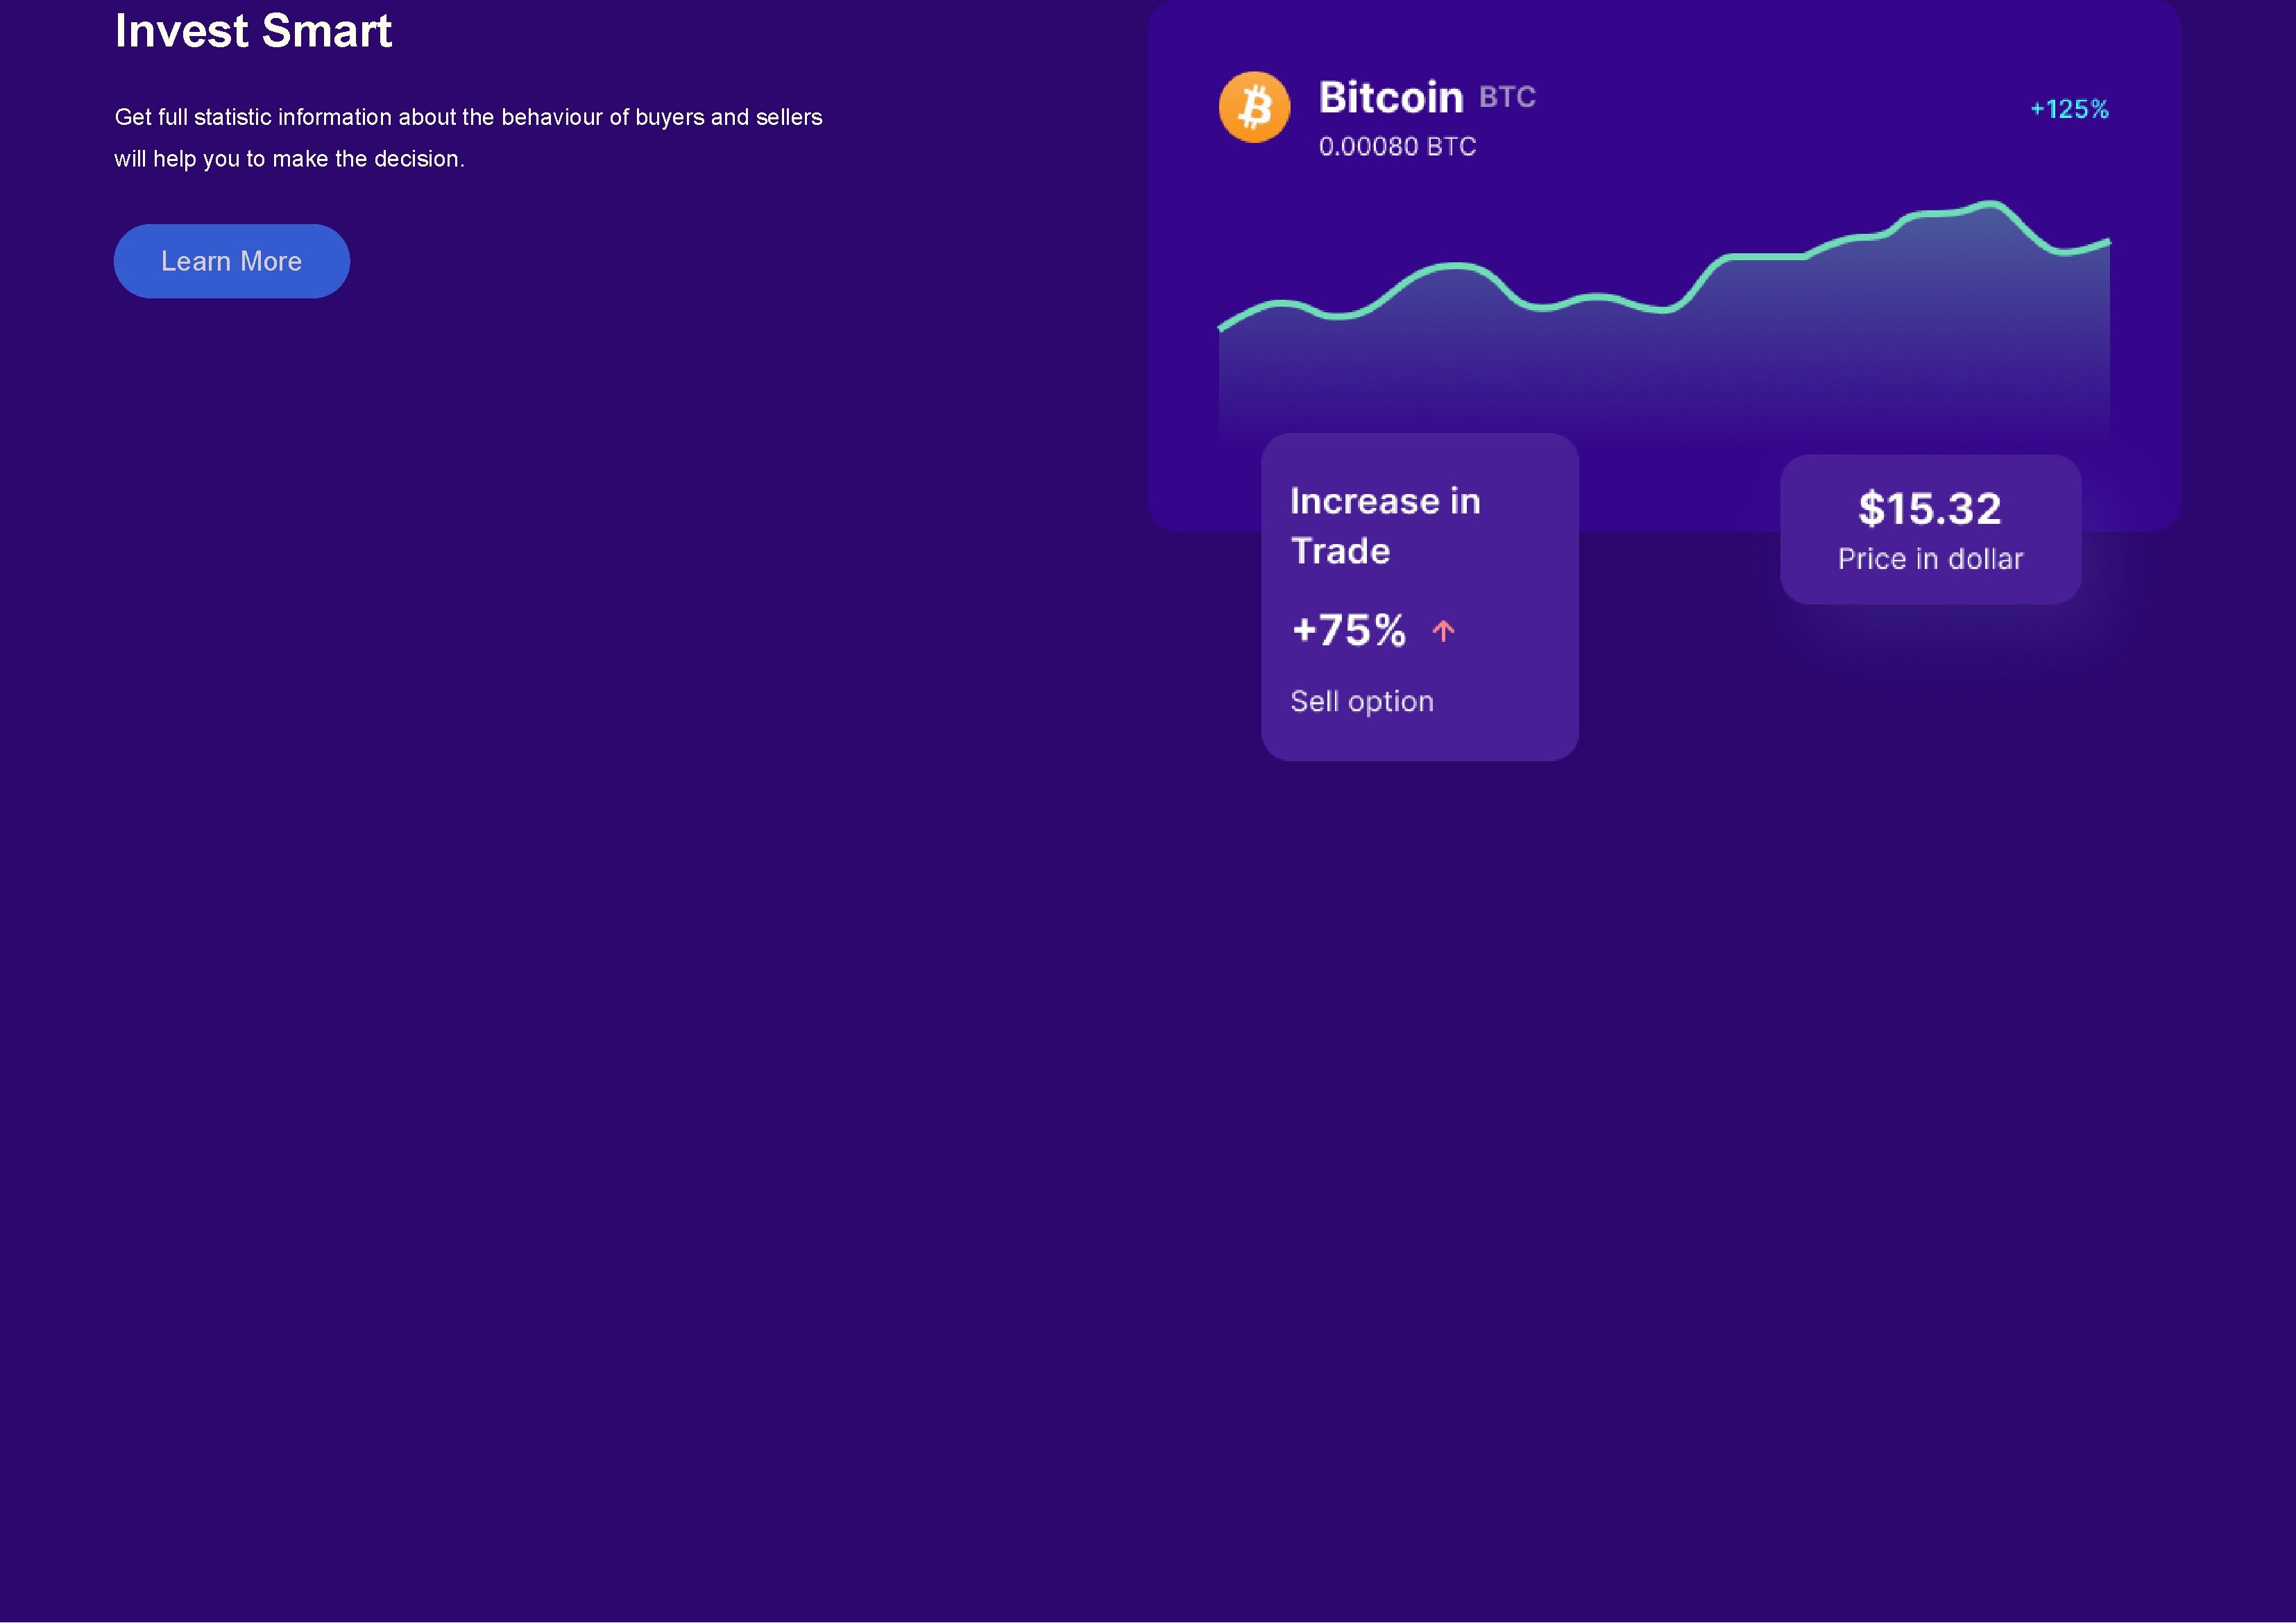 Invest Smart
Get full statistic information about the behaviour of buyers and sellers
will help you to make the decision.
Learn More
Bitcoin BTC
0.00080 BTC
+125%
Increase in
Trade
+75%
Sell option
$15.32
Price in dollar